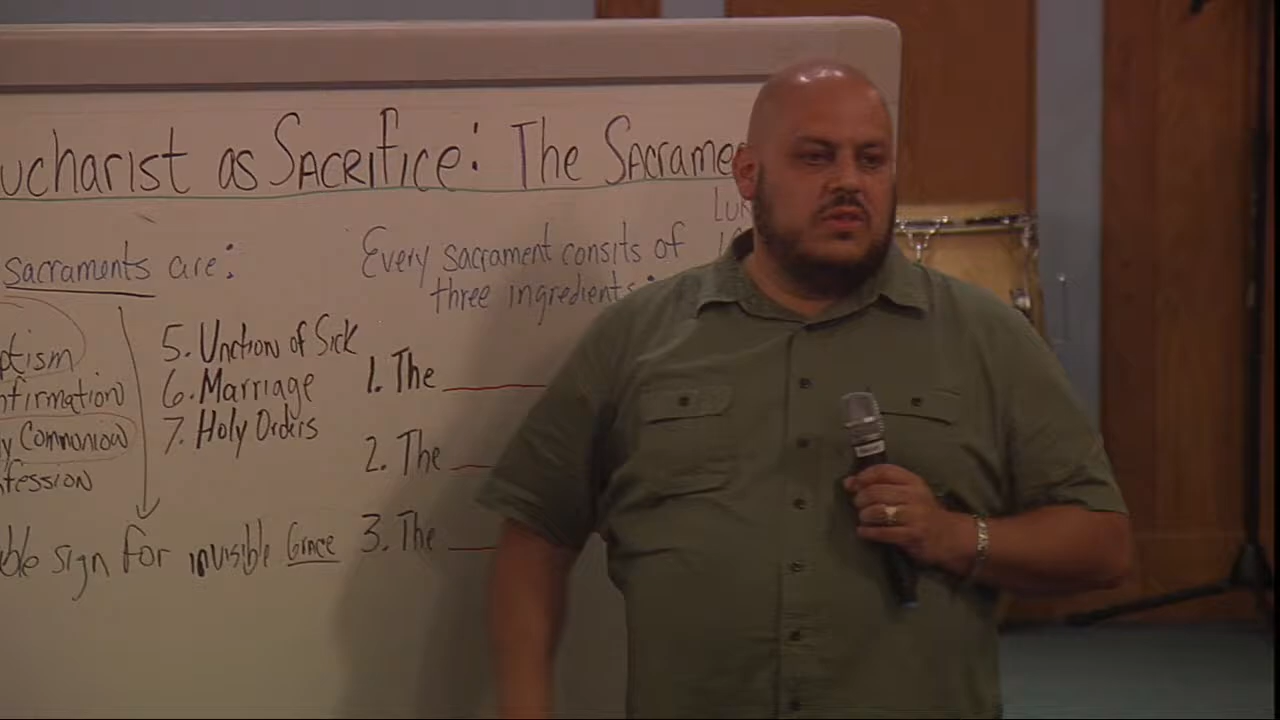 ucharist as Sacrifice: The Sacrame
sacraments are:
ptism
nfirmation
y Communion
fession
5. Unction of Sick
6. Marriage
7. Holy Orders
ble sign for invisible Grace
Every sacrament consits of
three ingredients:
1. The
2. The
3. The